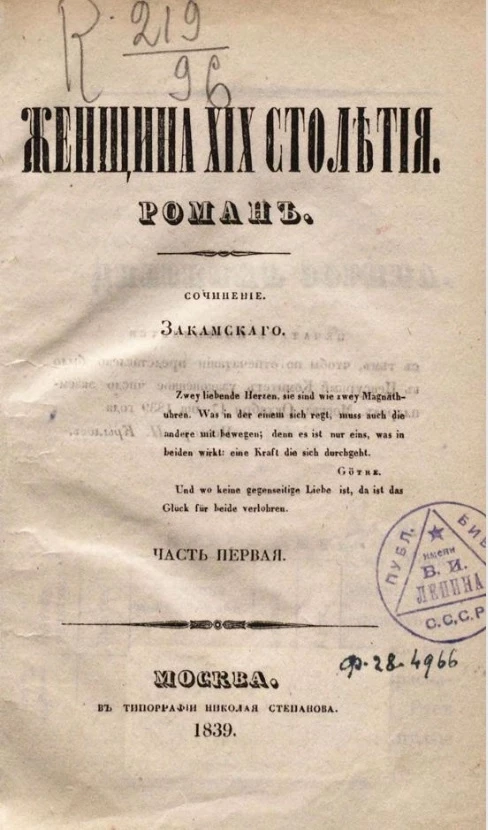 К. 219
96
ЖЕНЩИНА XIX СТОЛѢТІЯ.
РОМАНЪ.
СОЧИНЕНІЕ.
ЗАКАМСКАГО.
Zwey liebende Herzen, sie sind wie zwey Magnāth-
uhren. Was in der einem sich regt, muss auch die
andere mit bewegen; denn es ist nur eins, was in
beiden wirkt: eine Kraft die sich durchgeht.
GÖTHE.
Und wo keine gegenseitige Liebe ist, da ist das
Glück für beide verlohren.
ЧАСТЬ ПЕРВАЯ.
ПУБЛ. БИБ
имени
В. И.
ЛЕНИНА
С.С.С.Р
МОСКВА.
ф. 28-4966
ВЪ ТИПОГРАФІИ НИКОЛАЯ СТЕПАНОВА.
1839.